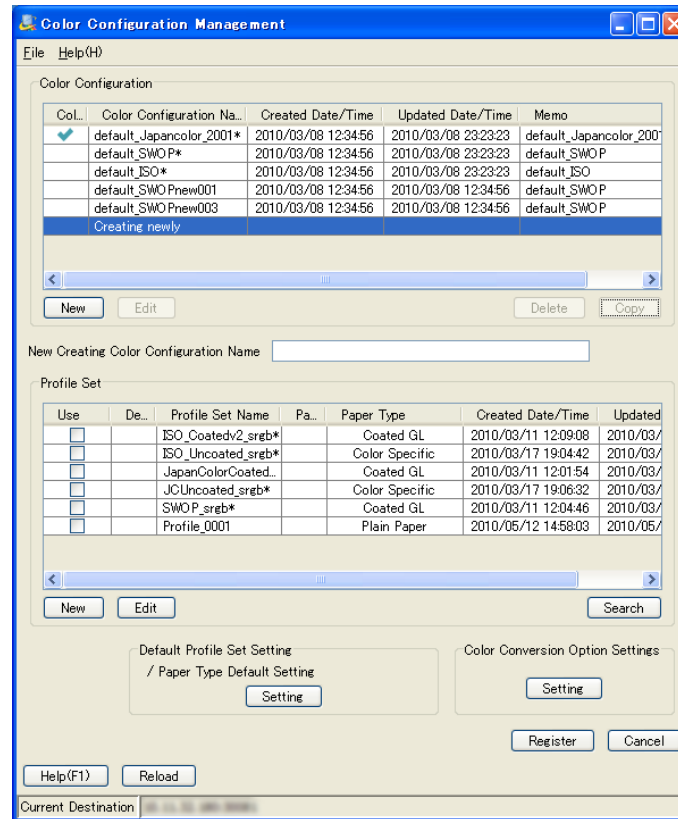 Color Configuration Management
File Help(H)
Color Configuration
Col... Color Configuration Na... Created Date/Time Updated Date/Time Memo
default_Japancolor_2001* 2010/03/08 12:34:56 2010/03/08 23:23:23 default_Japancolor_2001
default_SWOP* 2010/03/08 12:34:56 2010/03/08 23:23:23 default_SWOP
default_ISO* 2010/03/08 12:34:56 2010/03/08 23:23:23 default_ISO
default_SWOPnew001 2010/03/08 12:34:56 2010/03/08 12:34:56 default_SWOP
default_SWOPnew003 2010/03/08 12:34:56 2010/03/08 12:34:56 default_SWOP
Creating newly
New Edit Delete Copy
New Creating Color Configuration Name
Profile Set
Use De... Profile Set Name Pa... Paper Type Created Date/Time Updated
ISO_Coatedv2_srgb* Coated GL 2010/03/11 12:09:08 2010/03/
ISO_Uncoated_srgb* Color Specific 2010/03/17 19:04:42 2010/03/
JapanColorCoated... Coated GL 2010/03/11 12:01:54 2010/03/
JCUncoated_srgb* Color Specific 2010/03/17 19:06:32 2010/03/
SWOP_srgb* Coated GL 2010/03/11 12:04:46 2010/03/
Profile_0001 Plain Paper 2010/05/12 14:58:03 2010/05/
New Edit Search
Default Profile Set Setting Color Conversion Option Settings
/ Paper Type Default Setting
Setting Setting
Register Cancel
Help(F1) Reload
Current Destination